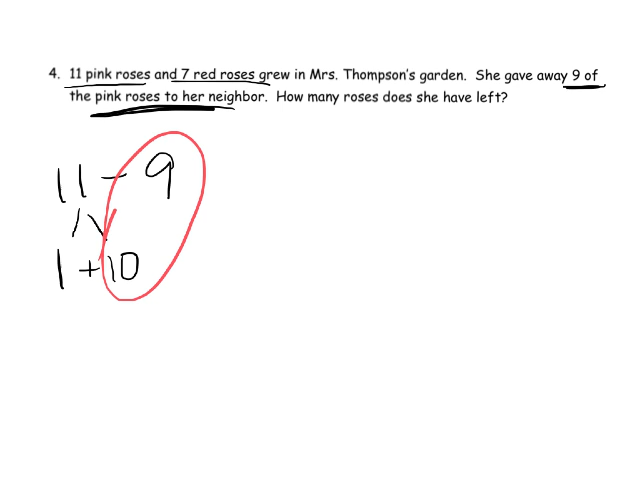 4. 11 pink roses and 7 red roses grew in Mrs. Thompson's garden. She gave away 9 of
the pink roses to her neighbor. How many roses does she have left?
11 - 9
1 + 10